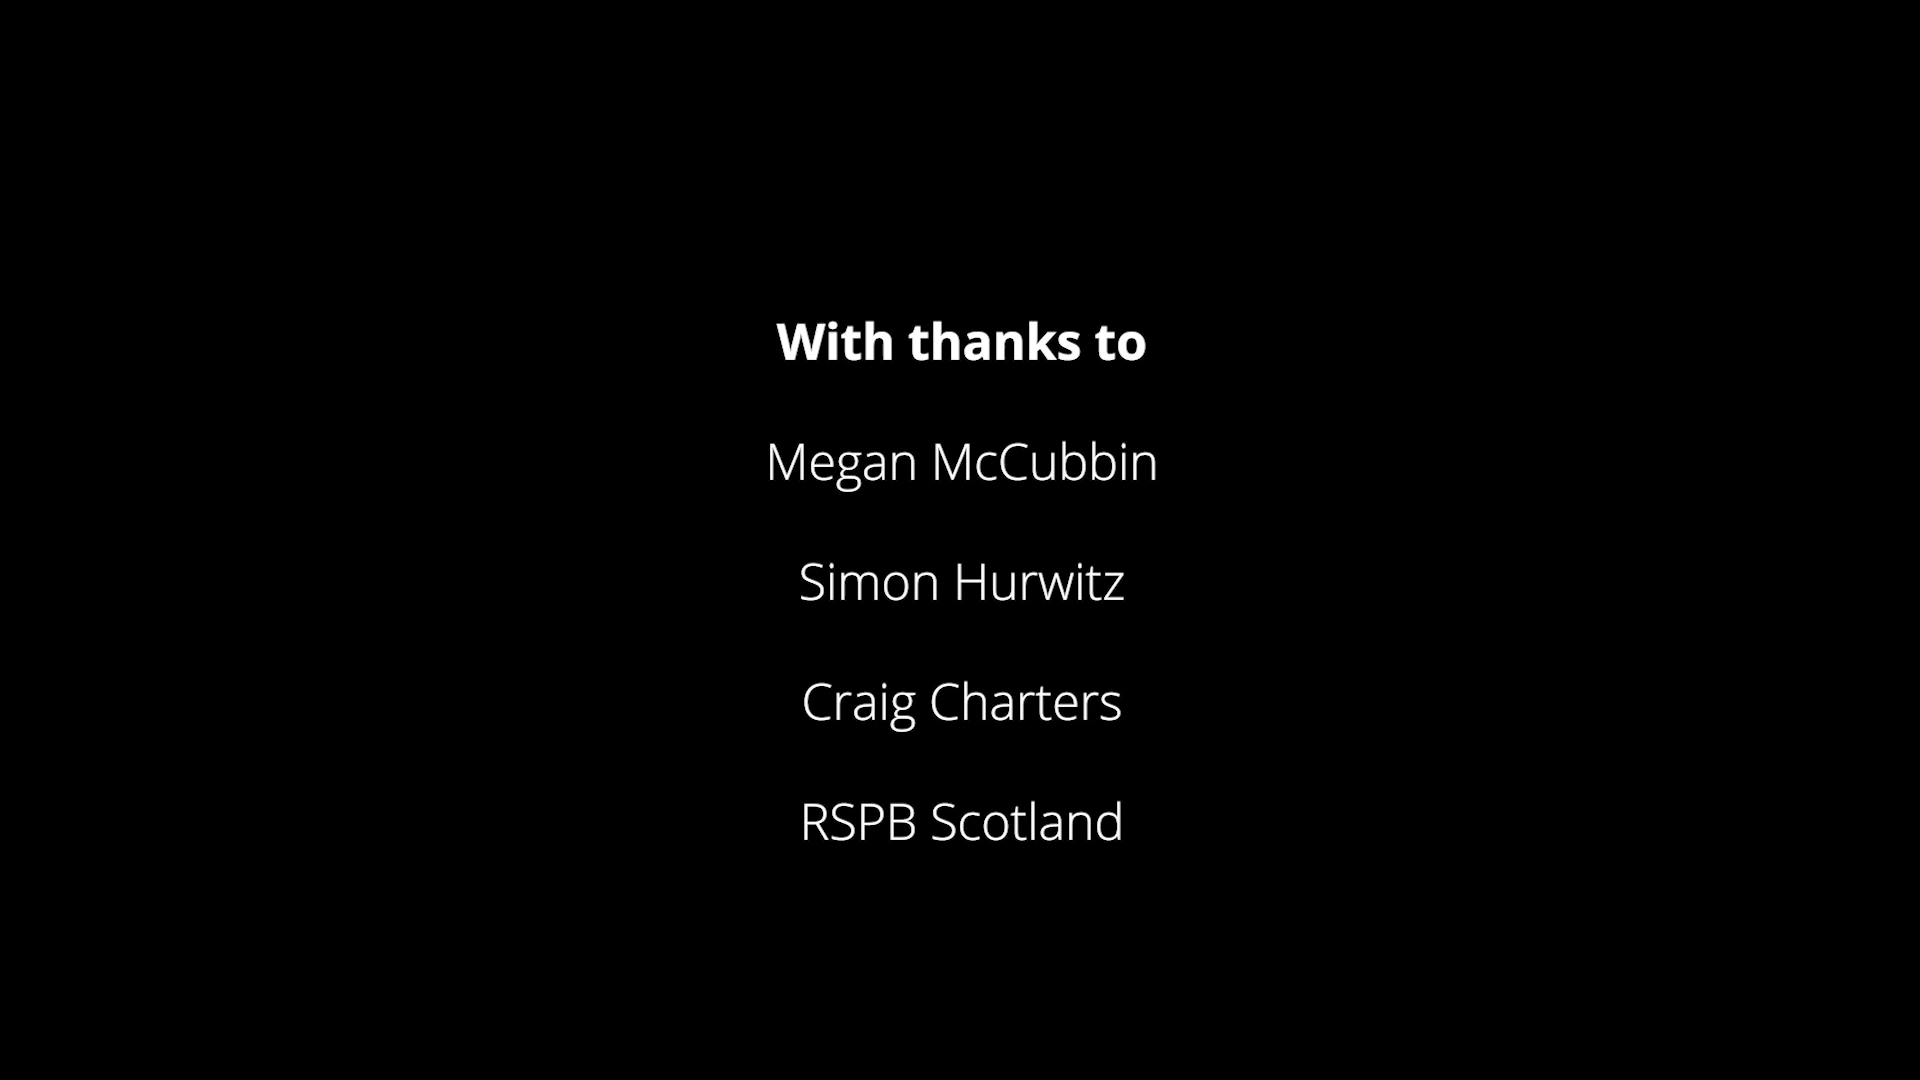 With thanks to
Megan McCubbin
Simon Hurwitz
Craig Charters
RSPB Scotland